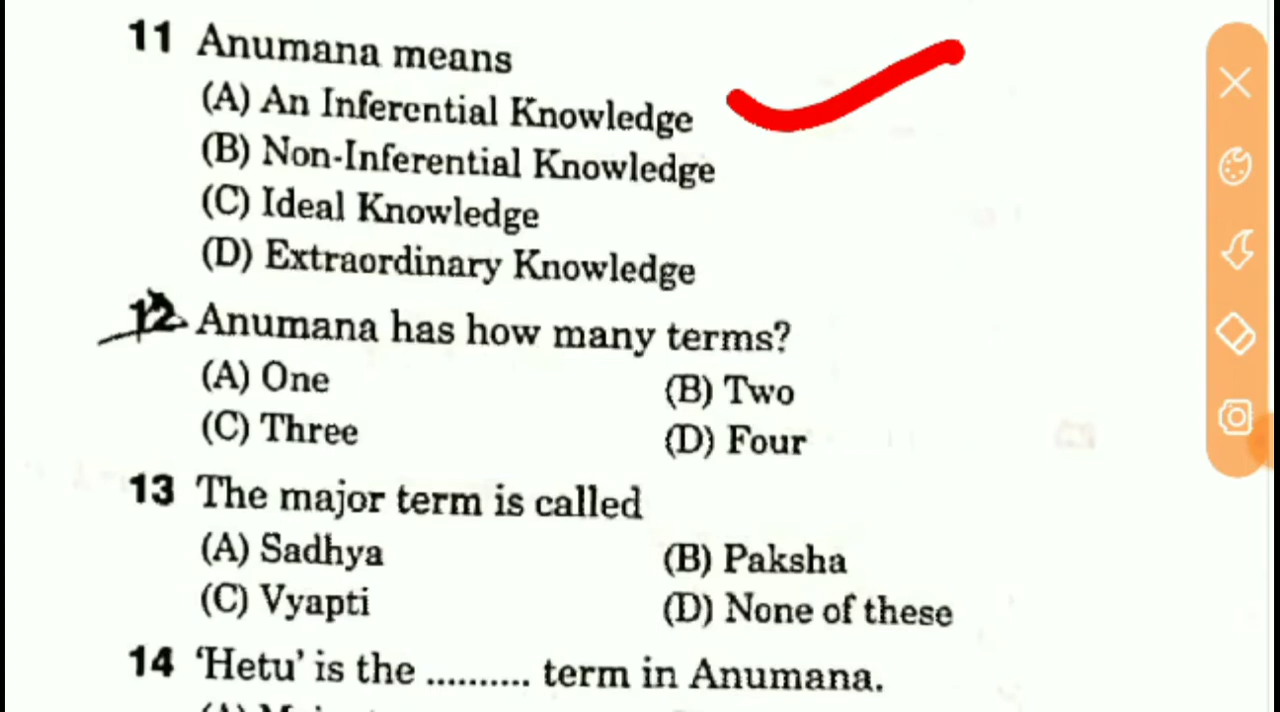 11 Anumana means
(A) An Inferential Knowledge
(B) Non-Inferential Knowledge
(C) Ideal Knowledge
(D) Extraordinary Knowledge
12 Anumana has how many terms?
(A) One (B) Two
(C) Three (D) Four
13 The major term is called
(A) Sadhya (B) Paksha
(C) Vyapti (D) None of these
14 ‘Hetu’ is the .......... term in Anumana.